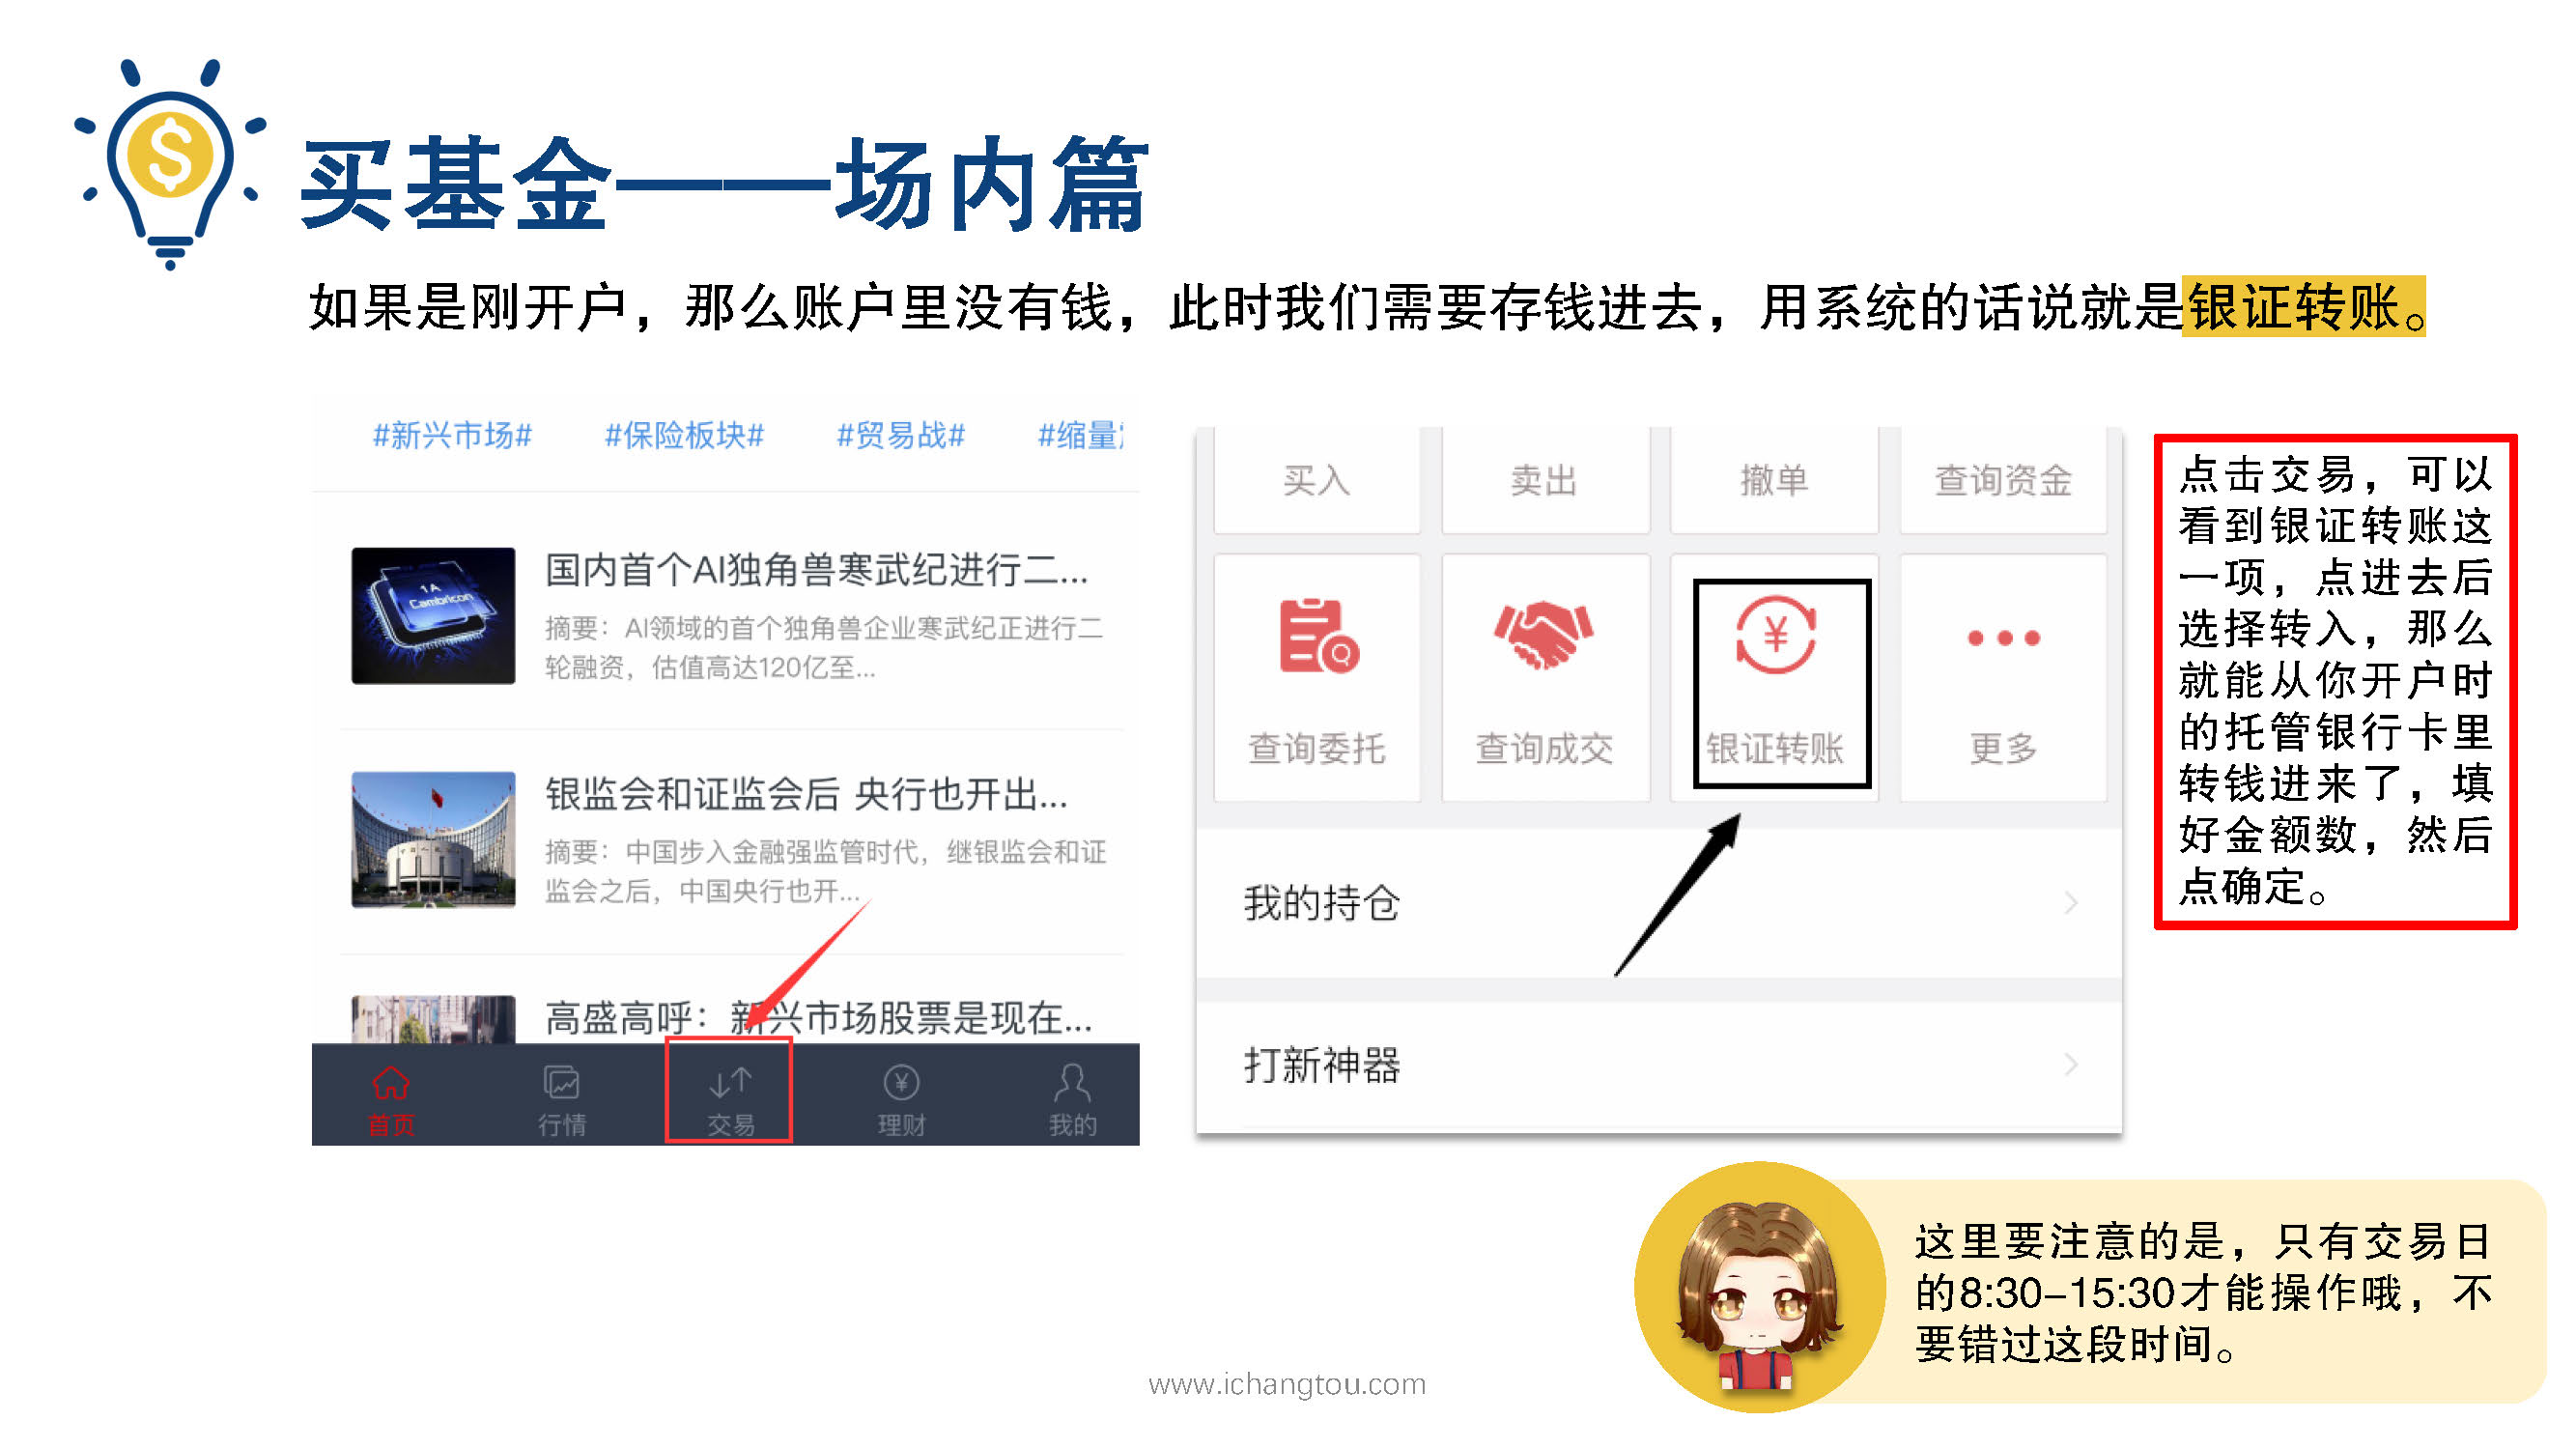 买基金——场内篇
如果是刚开户，那么账户里没有钱，此时我们需要存钱进去，用系统的话说就是银证转账。
#新兴市场# #保险板块# #贸易战# #缩量
国内首个AI独角兽寒武纪进行二...
摘要：AI领域的首个独角兽企业寒武纪正进行二
轮融资，估值高达120亿至...
1A
Cambricon
银监会和证监会后 央行也开出...
摘要：中国步入金融强监管时代，继银监会和证
监会之后，中国央行也开...
高盛高呼：新兴市场股票是现在...
首页 行情 交易 理财 我的
买入 卖出 撤单 查询资金
查询委托 查询成交 银证转账 更多
我的持仓
打新神器
点击交易，可以
看到银证转账这
一项，点进去后
选择转入，那么
就能从你开户时
的托管银行卡里
转钱进来了，填
好金额数，然后
点确定。
这里要注意的是，只有交易日
的8:30-15:30才能操作哦，不
要错过这段时间。
www.ichangtou.com